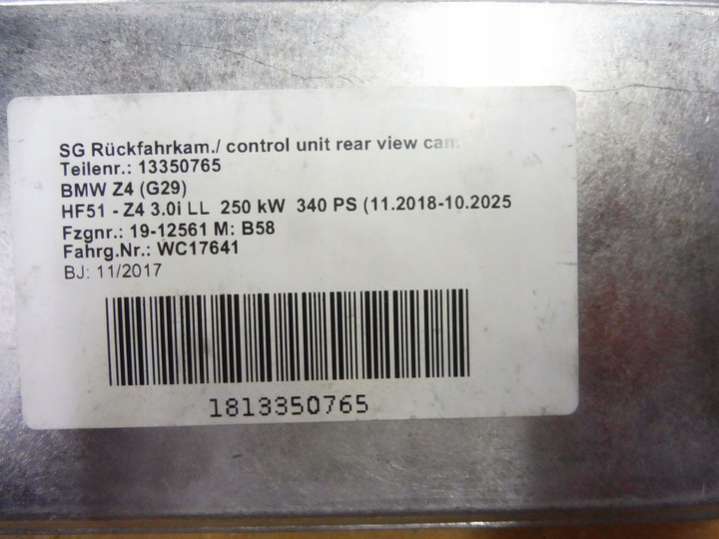 SG Rückfahrkam./ control unit rear view cam.
Teilenr.: 13350765
BMW Z4 (G29)
HF51 - Z4 3.0i LL 250 kW 340 PS (11.2018-10.2025
Fzgnr.: 19-12561 M: B58
Fahrg.Nr.: WC17641
BJ: 11/2017
1813350765